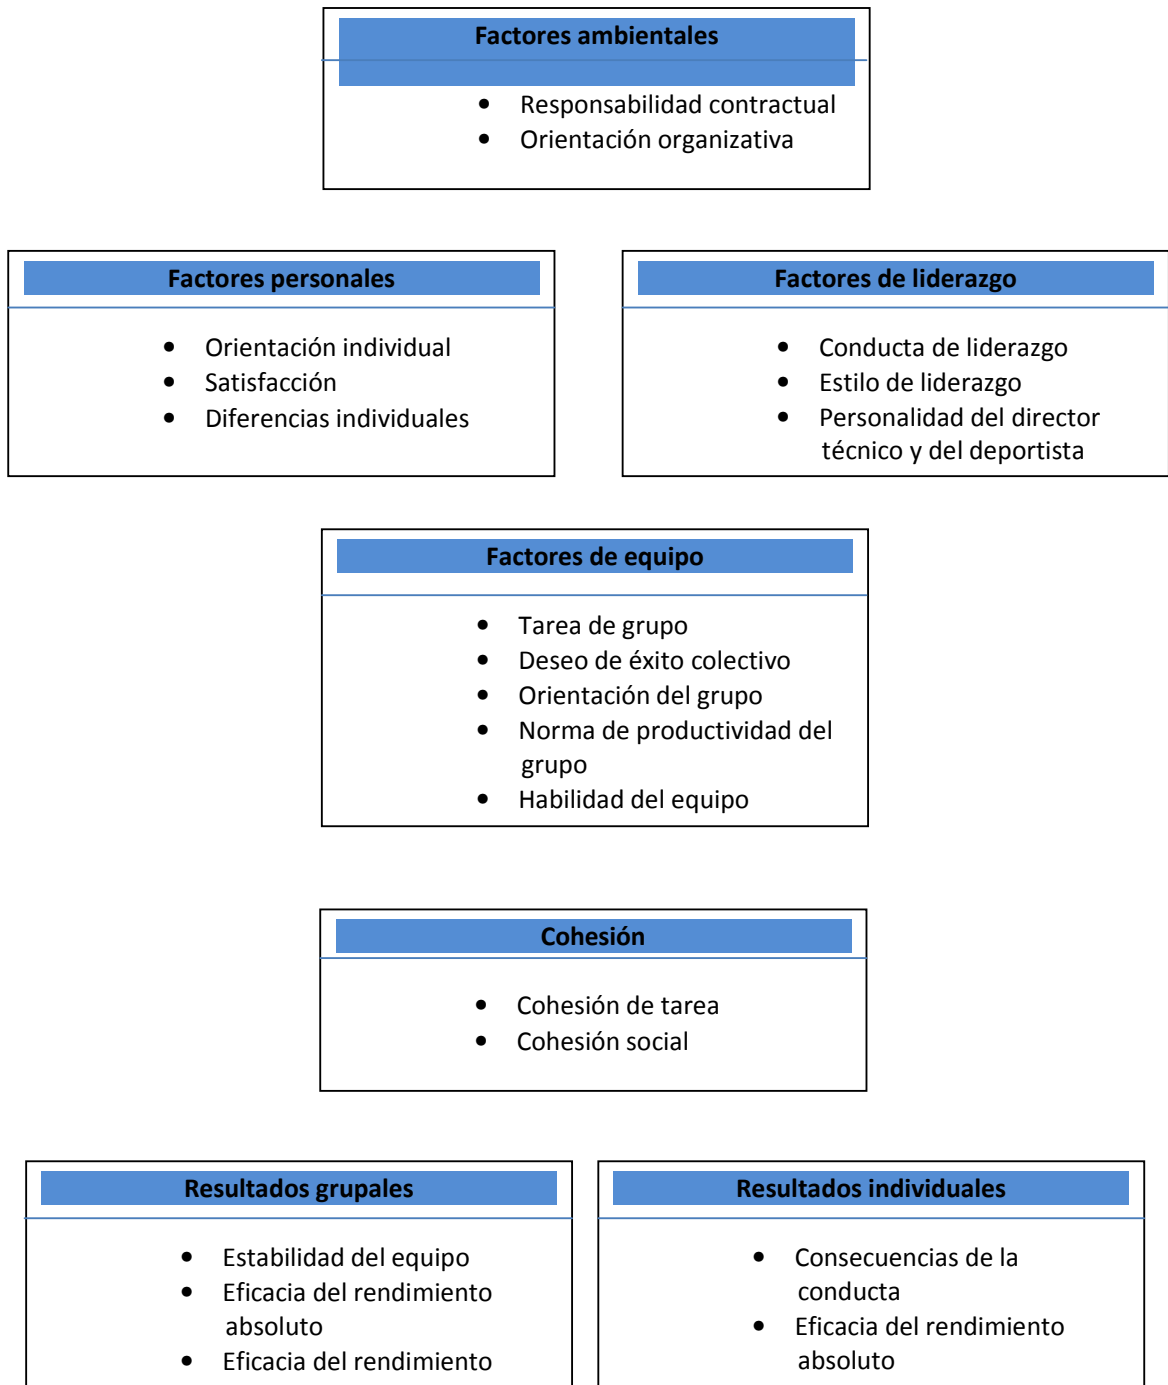 Factores ambientales
• Responsabilidad contractual
• Orientación organizativa
Factores personales
• Orientación individual
• Satisfacción
• Diferencias individuales
Factores de liderazgo
• Conducta de liderazgo
• Estilo de liderazgo
• Personalidad del director
técnico y del deportista
Factores de equipo
• Tarea de grupo
• Deseo de éxito colectivo
• Orientación del grupo
• Norma de productividad del
grupo
• Habilidad del equipo
Cohesión
• Cohesión de tarea
• Cohesión social
Resultados grupales
• Estabilidad del equipo
• Eficacia del rendimiento
absoluto
• Eficacia del rendimiento
Resultados individuales
• Consecuencias de la
conducta
• Eficacia del rendimiento
absoluto